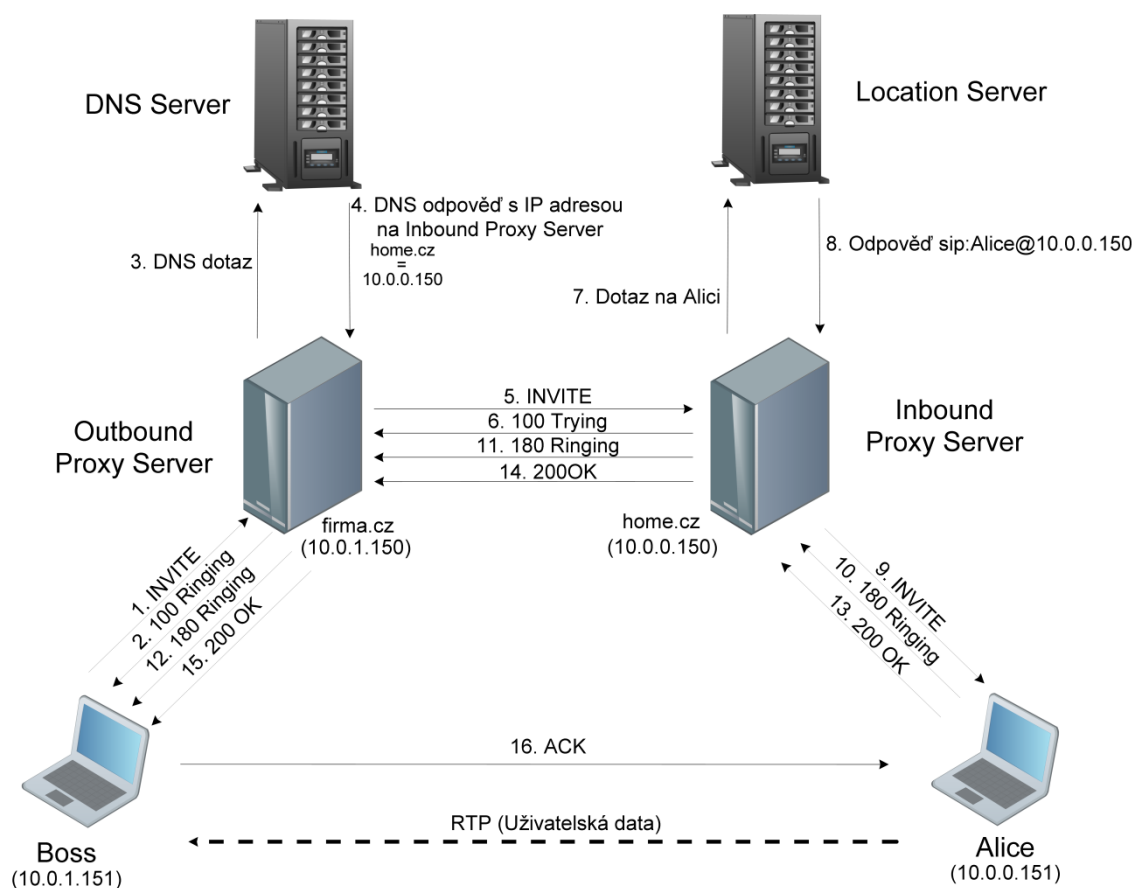 DNS Server
Location Server
4. DNS odpověď s IP adresou
na Inbound Proxy Server
home.cz
=
10.0.0.150
3. DNS dotaz
8. Odpověď sip:Alice@10.0.0.150
7. Dotaz na Alici
Outbound
Proxy Server
5. INVITE
6. 100 Trying
11. 180 Ringing
14. 200OK
Inbound
Proxy Server
firma.cz
(10.0.1.150)
home.cz
(10.0.0.150)
1. INVITE
2. 100 Ringing
12. 180 Ringing
15. 200 OK
9. INVITE
10. 180 Ringing
13. 200 OK
16. ACK
RTP (Uživatelská data)
Boss
(10.0.1.151)
Alice
(10.0.0.151)